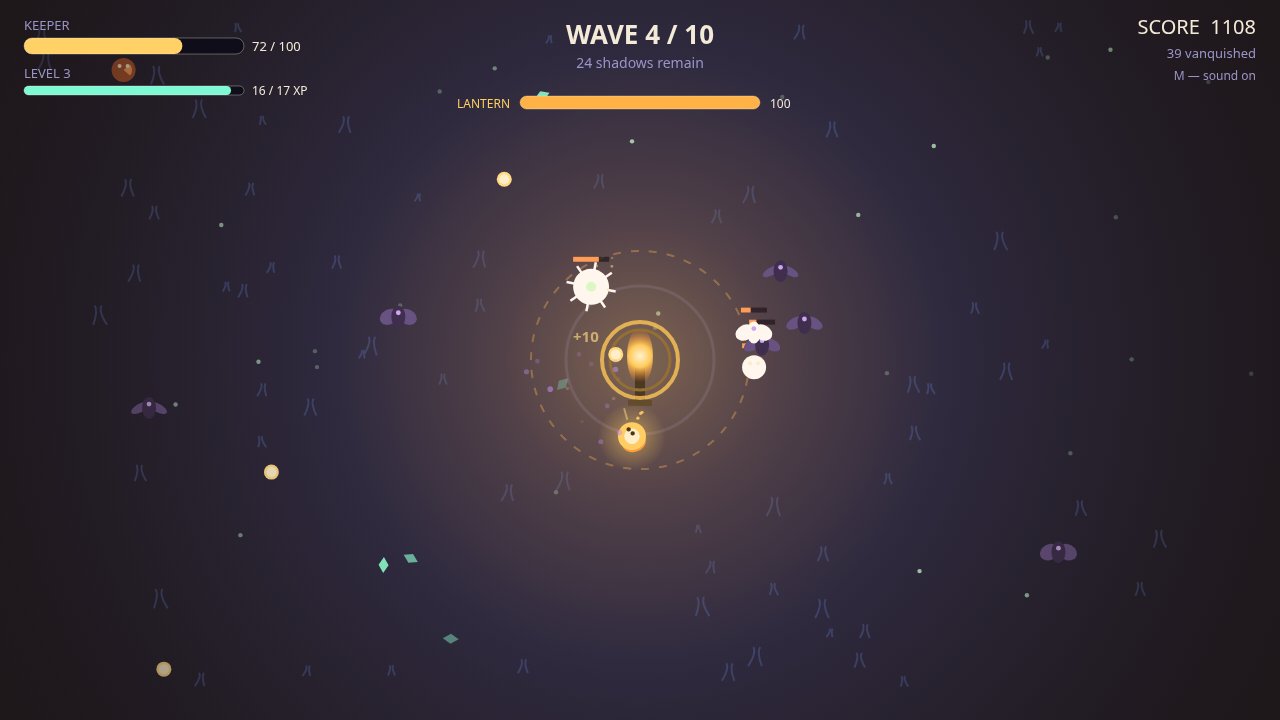 KEEPER
72 / 100
LEVEL 3
16 / 17 XP
WAVE 4 / 10
24 shadows remain
LANTERN
100
SCORE 1108
39 vanquished
M — sound on
+10